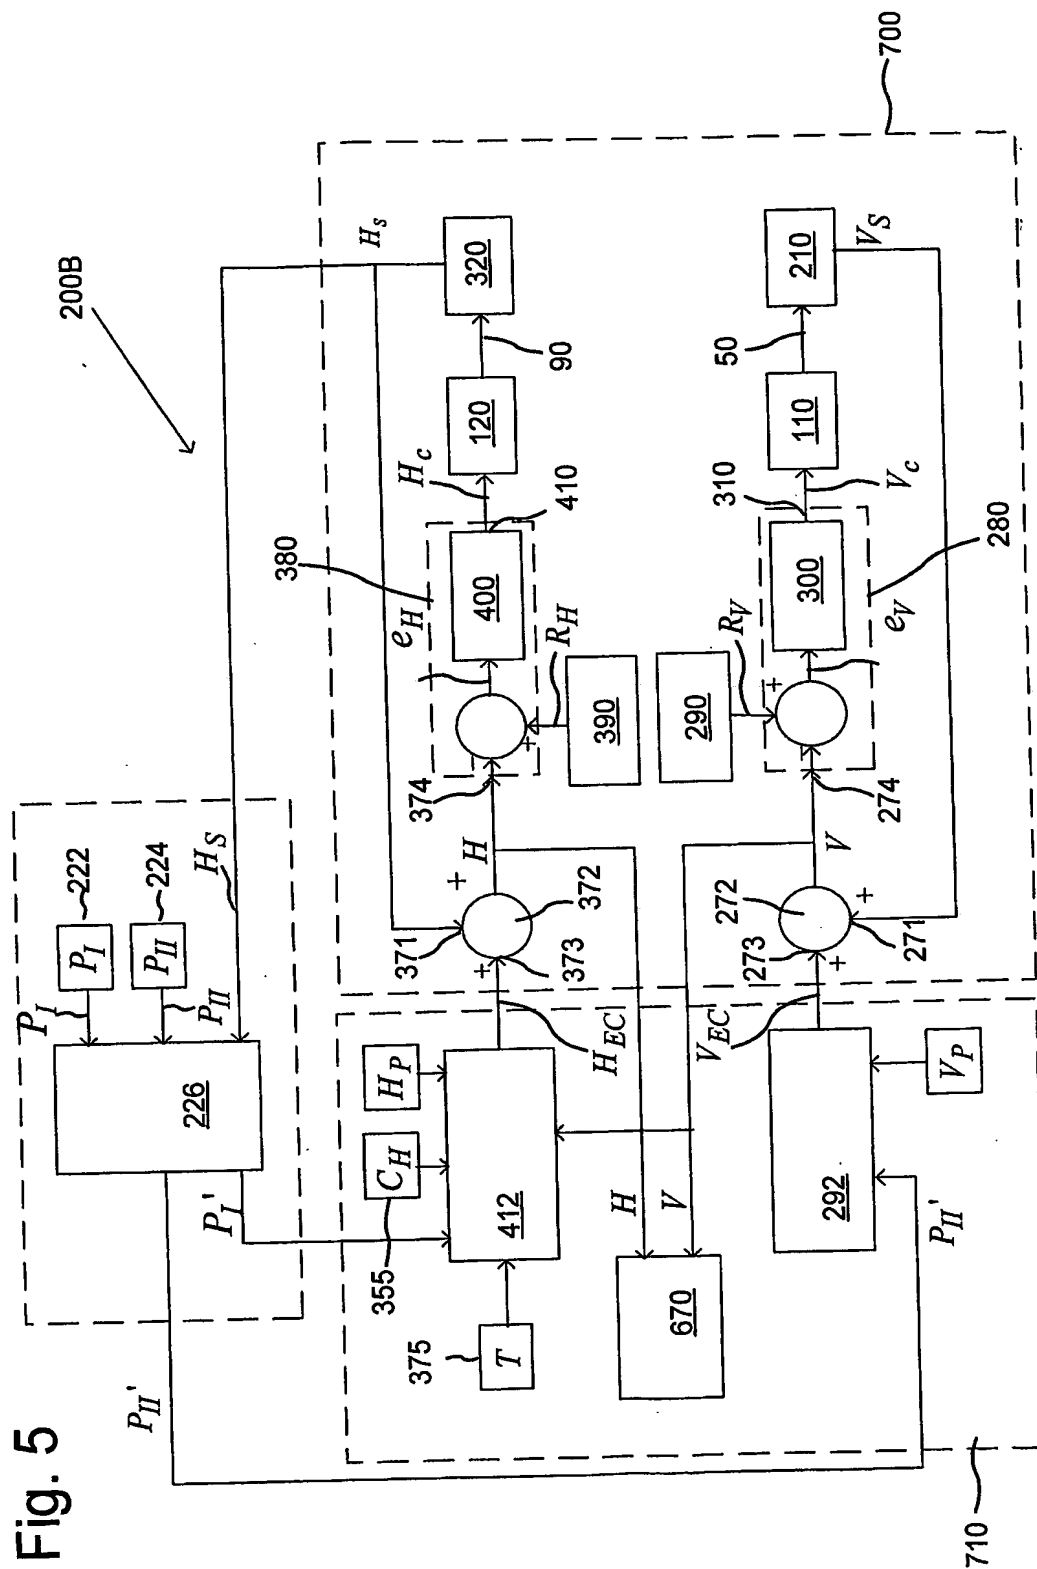 Fig. 5
200B
222
P_I
224
P_II
P_I
P_II
H_S
226
P_I'
P_II'
H_s
320
90
120
H_c
410
380
e_H
400
R_H
390
374
H
+
+
371
372
373
+
H_EC
H_P
C_H
355
412
375
T
H
V
670
700
210
V_S
50
110
310
V_c
280
300
e_V
R_V
290
+
274
V
272
273
271
+
+
V_EC
V_P
292
P_II'
710